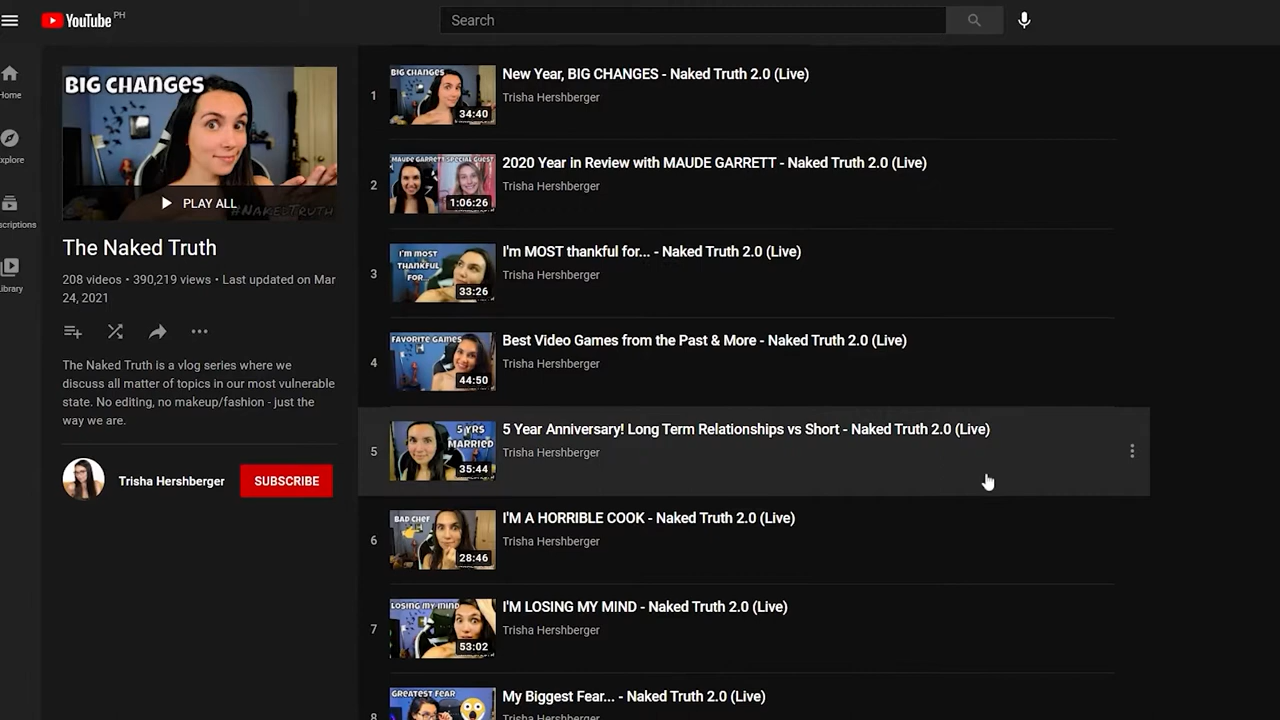 YouTube PH
Search
Home
xplore
scriptions
ibrary
BIG CHANGES
PLAY ALL
#NAKEDTRUTH
The Naked Truth
208 videos • 390,219 views • Last updated on Mar
24, 2021
The Naked Truth is a vlog series where we
discuss all matter of topics in our most vulnerable
state. No editing, no makeup/fashion - just the
way we are.
Trisha Hershberger
SUBSCRIBE
1
BIG CHANGES
34:40
New Year, BIG CHANGES - Naked Truth 2.0 (Live)
Trisha Hershberger
2
MAUDE GARRETT SPECIAL GUEST
1:06:26
2020 Year in Review with MAUDE GARRETT - Naked Truth 2.0 (Live)
Trisha Hershberger
3
I'M MOST
THANKFUL
FOR...
33:26
I'm MOST thankful for... - Naked Truth 2.0 (Live)
Trisha Hershberger
4
FAVORITE GAMES
44:50
Best Video Games from the Past & More - Naked Truth 2.0 (Live)
Trisha Hershberger
5
5 YRS
MARRIED
35:44
5 Year Anniversary! Long Term Relationships vs Short - Naked Truth 2.0 (Live)
Trisha Hershberger
6
BAD CHEF
28:46
I'M A HORRIBLE COOK - Naked Truth 2.0 (Live)
Trisha Hershberger
7
LOSING MY MIND
53:02
I'M LOSING MY MIND - Naked Truth 2.0 (Live)
Trisha Hershberger
8
GREATEST FEAR
My Biggest Fear... - Naked Truth 2.0 (Live)
Trisha Hershberger